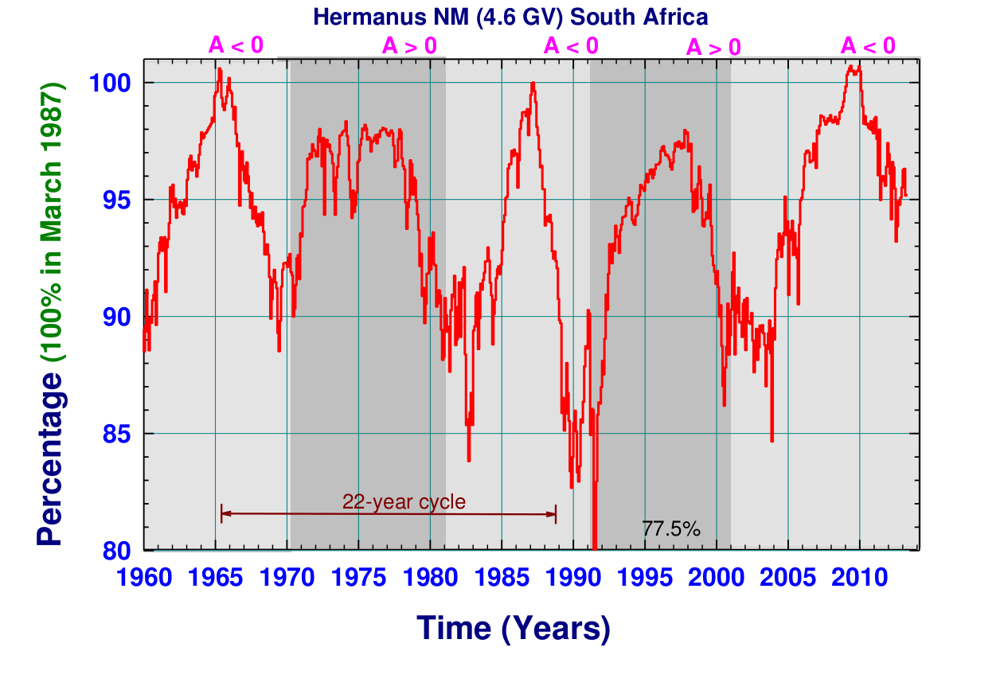 Hermanus NM (4.6 GV) South Africa
A < 0 A > 0 A < 0 A > 0 A < 0
Percentage (100% in March 1987)
100
95
90
85
80
22-year cycle
77.5%
1960 1965 1970 1975 1980 1985 1990 1995 2000 2005 2010
Time (Years)